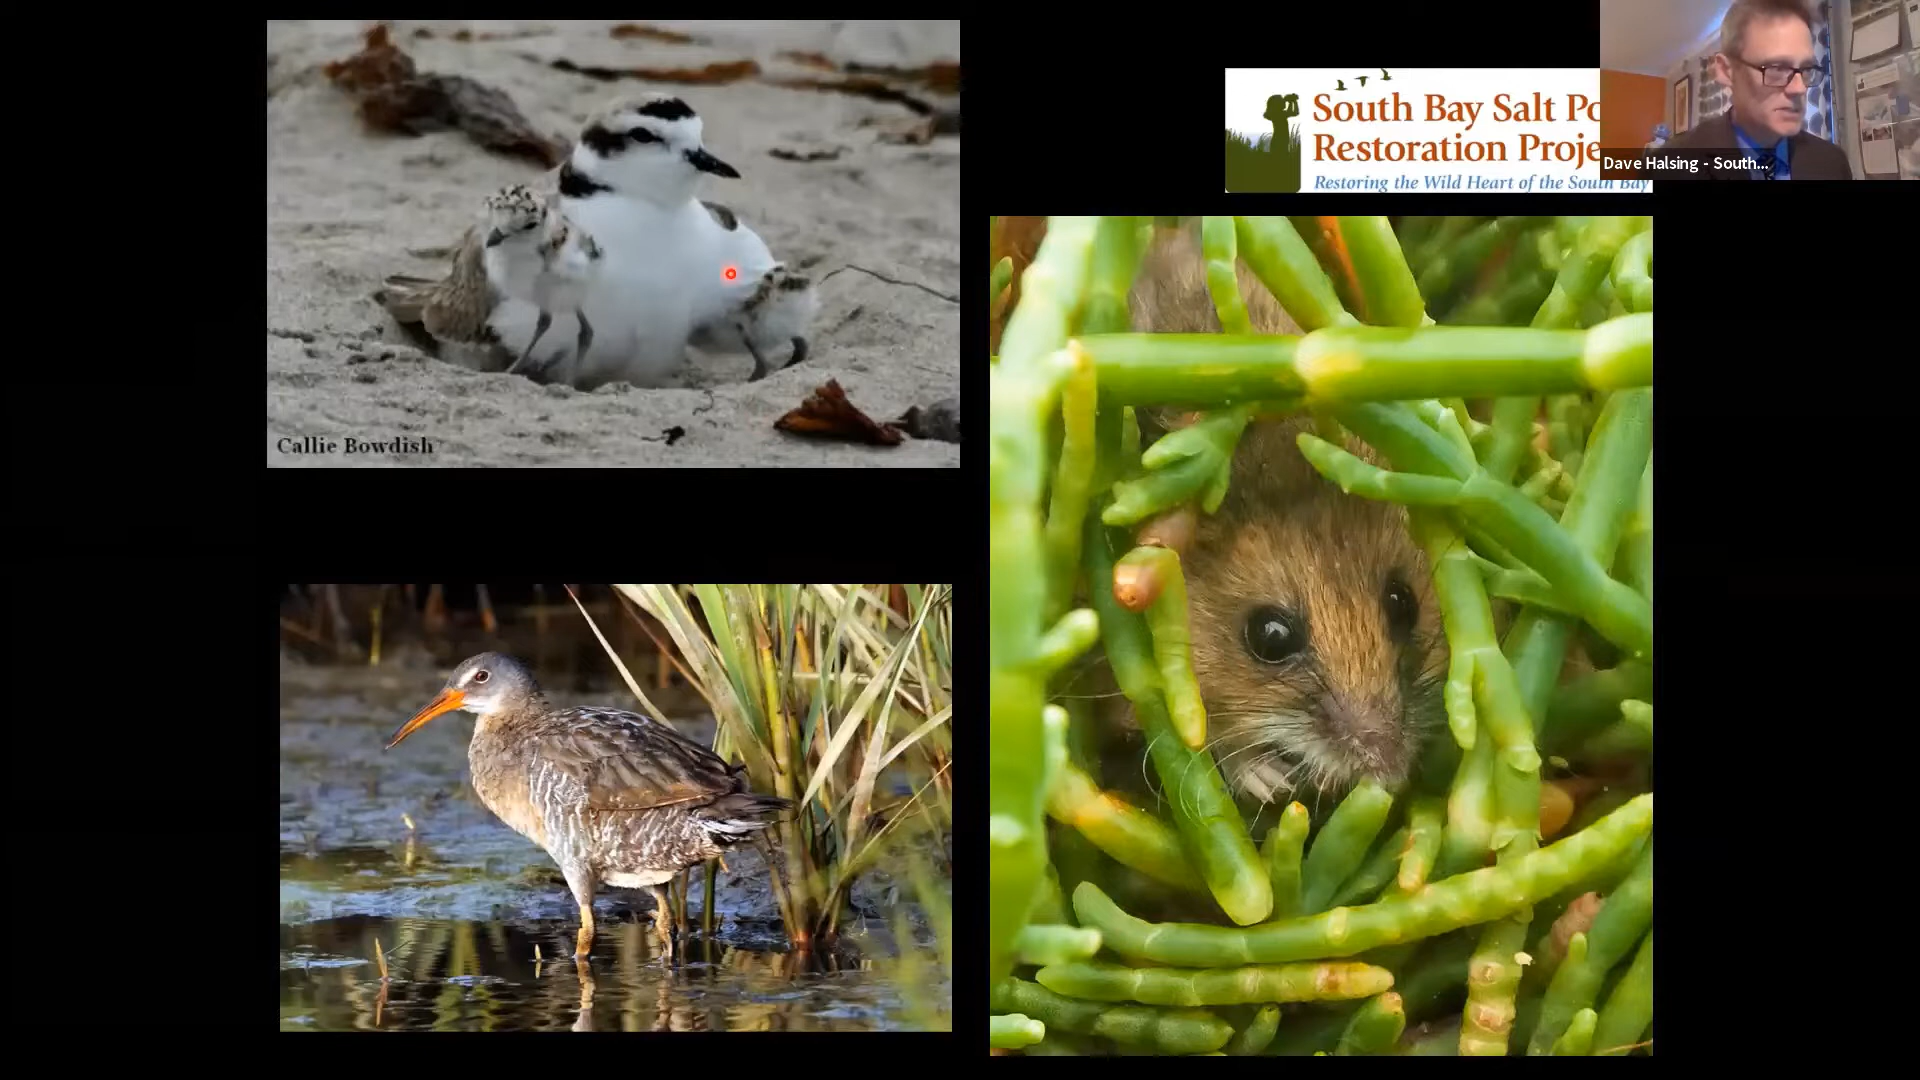 South Bay Salt Po
Restoration Proje
Restoring the Wild Heart of the South Bay
Dave Halsing - South...
Callie Bowdish